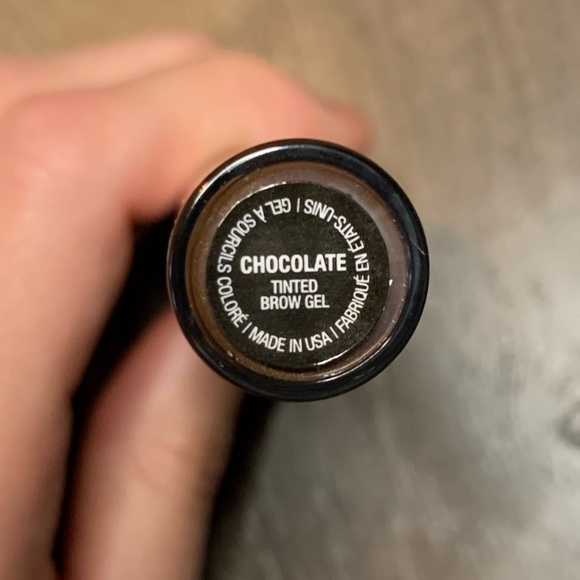 CHOCOLATE
TINTED
BROW GEL
GEL À SOURCILS COLORÉ | MADE IN USA | FABRIQUÉ EN ÉTATS-UNIS |